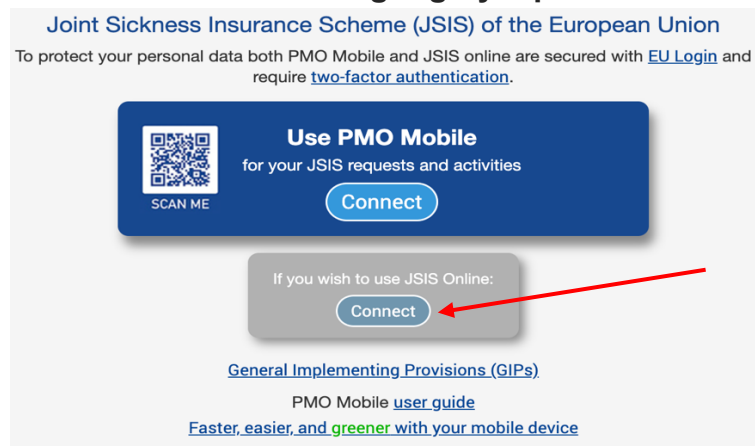 Joint Sickness Insurance Scheme (JSIS) of the European Union
To protect your personal data both PMO Mobile and JSIS online are secured with EU Login and
require two-factor authentication.
Use PMO Mobile
for your JSIS requests and activities
SCAN ME
Connect
If you wish to use JSIS Online:
Connect
General Implementing Provisions (GIPs)
PMO Mobile user guide
Faster, easier, and greener with your mobile device